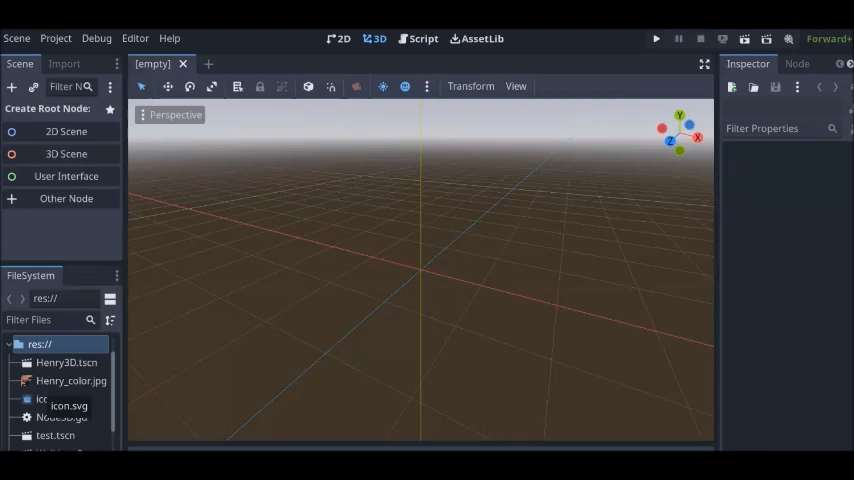 Scene Project Debug Editor Help 2D 3D Script AssetLib Forward+
Scene Import [empty] Inspector Node
Filter N Transform View
Create Root Node:
Perspective
Y
2D Scene Filter Properties
Z X
3D Scene
User Interface
Other Node
FileSystem
res://
Filter Files
res://
Henry3D.tscn
Henry_color.jpg
icon.svg
test.tscn